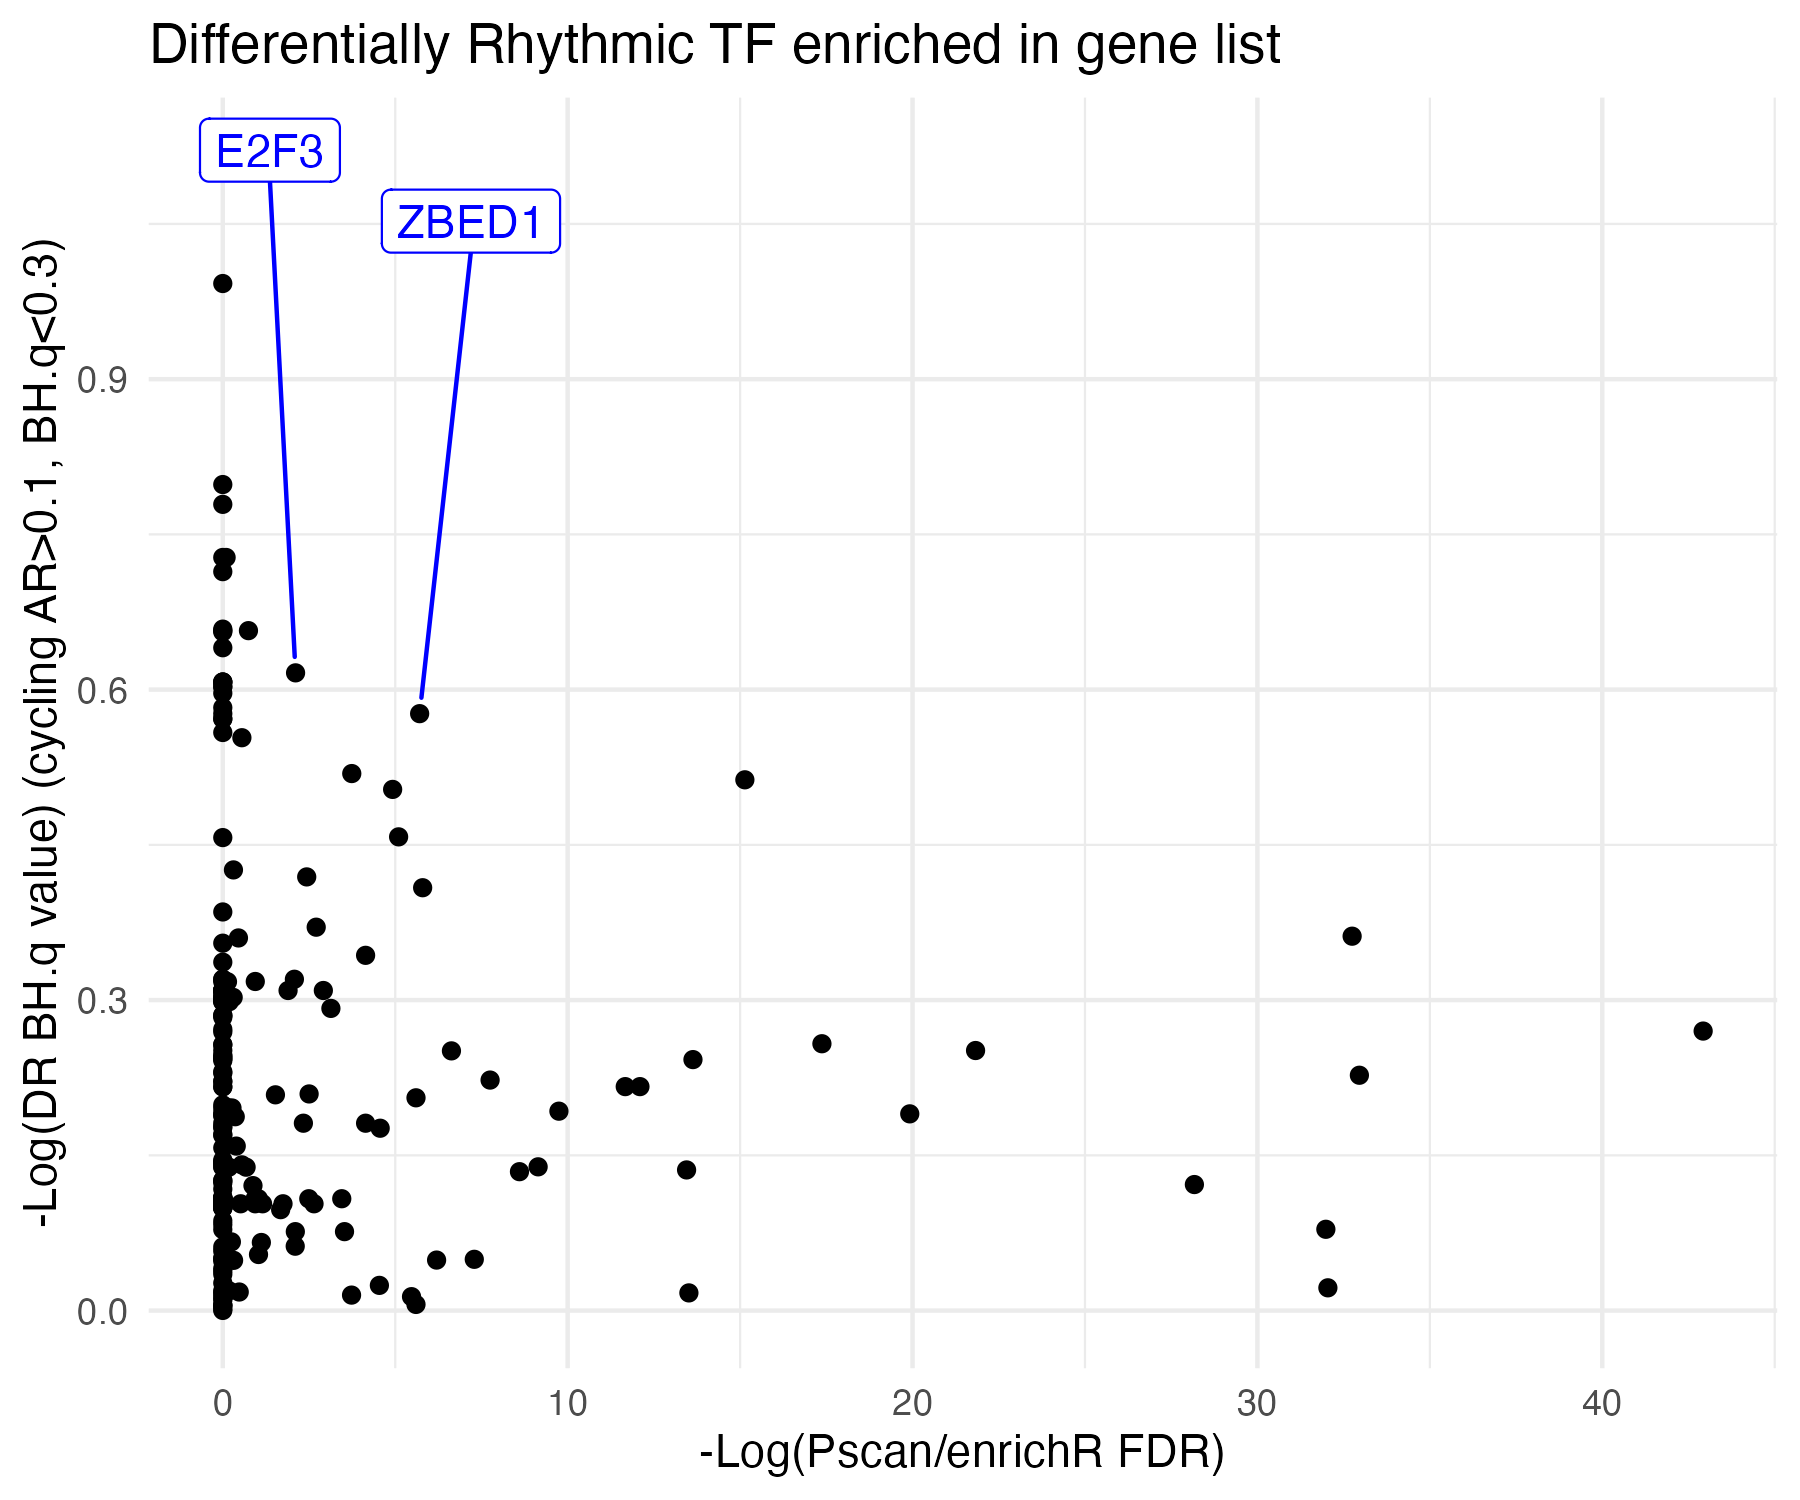 Differentially Rhythmic TF enriched in gene list
E2F3
ZBED1
-Log(DR BH.q value) (cycling AR>0.1, BH.q<0.3)
0.9
0.6
0.3
0.0
0
10
20
30
40
-Log(Pscan/enrichR FDR)